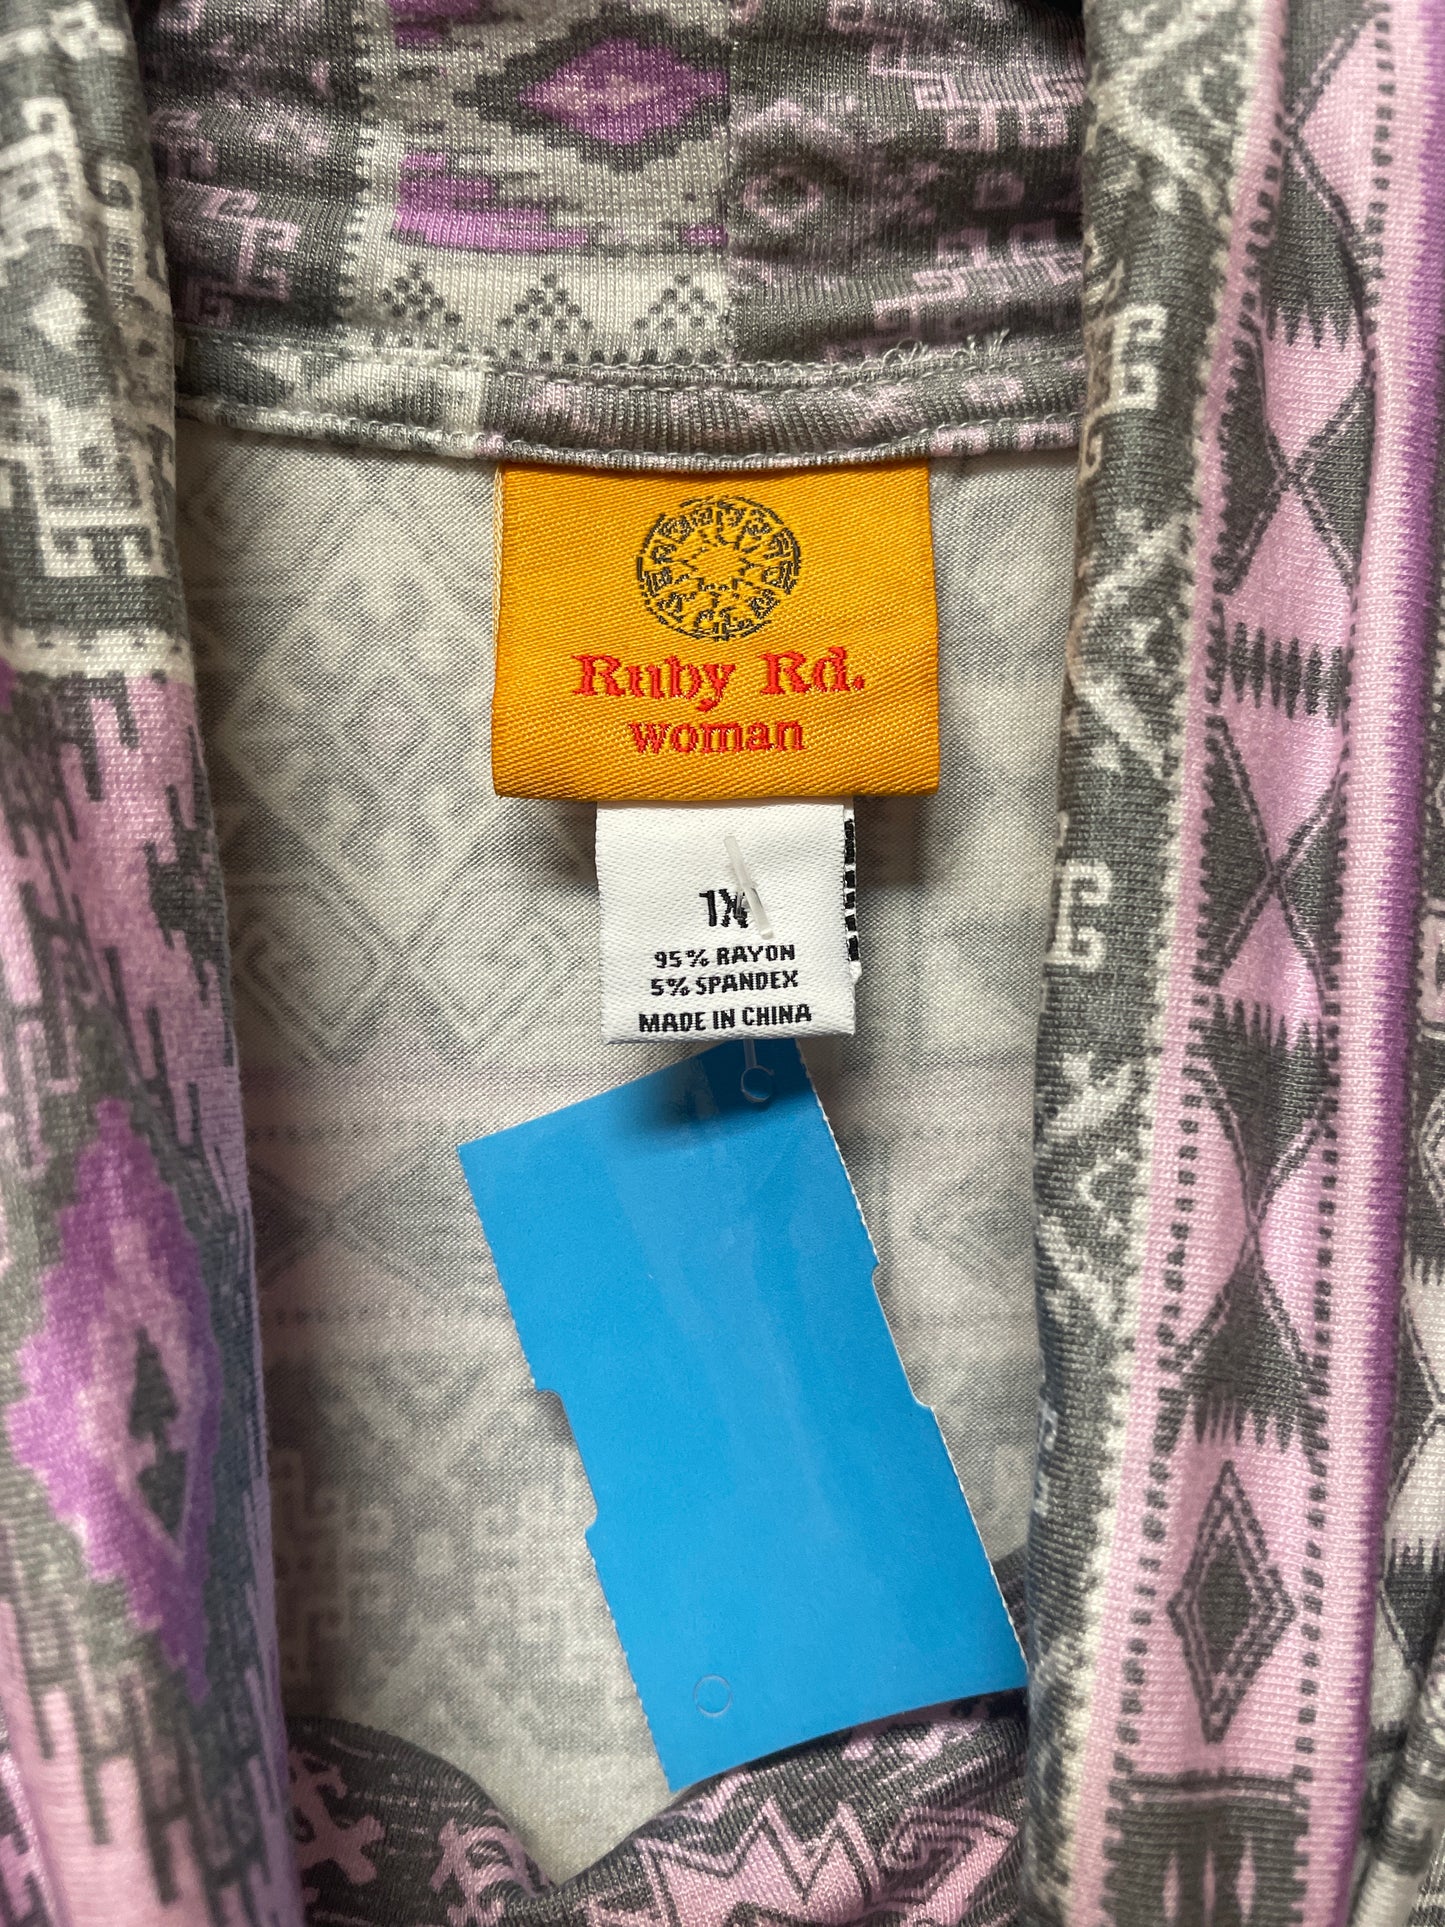 Ruby Rd.
woman
1X
95% RAYON
5% SPANDEX
MADE IN CHINA